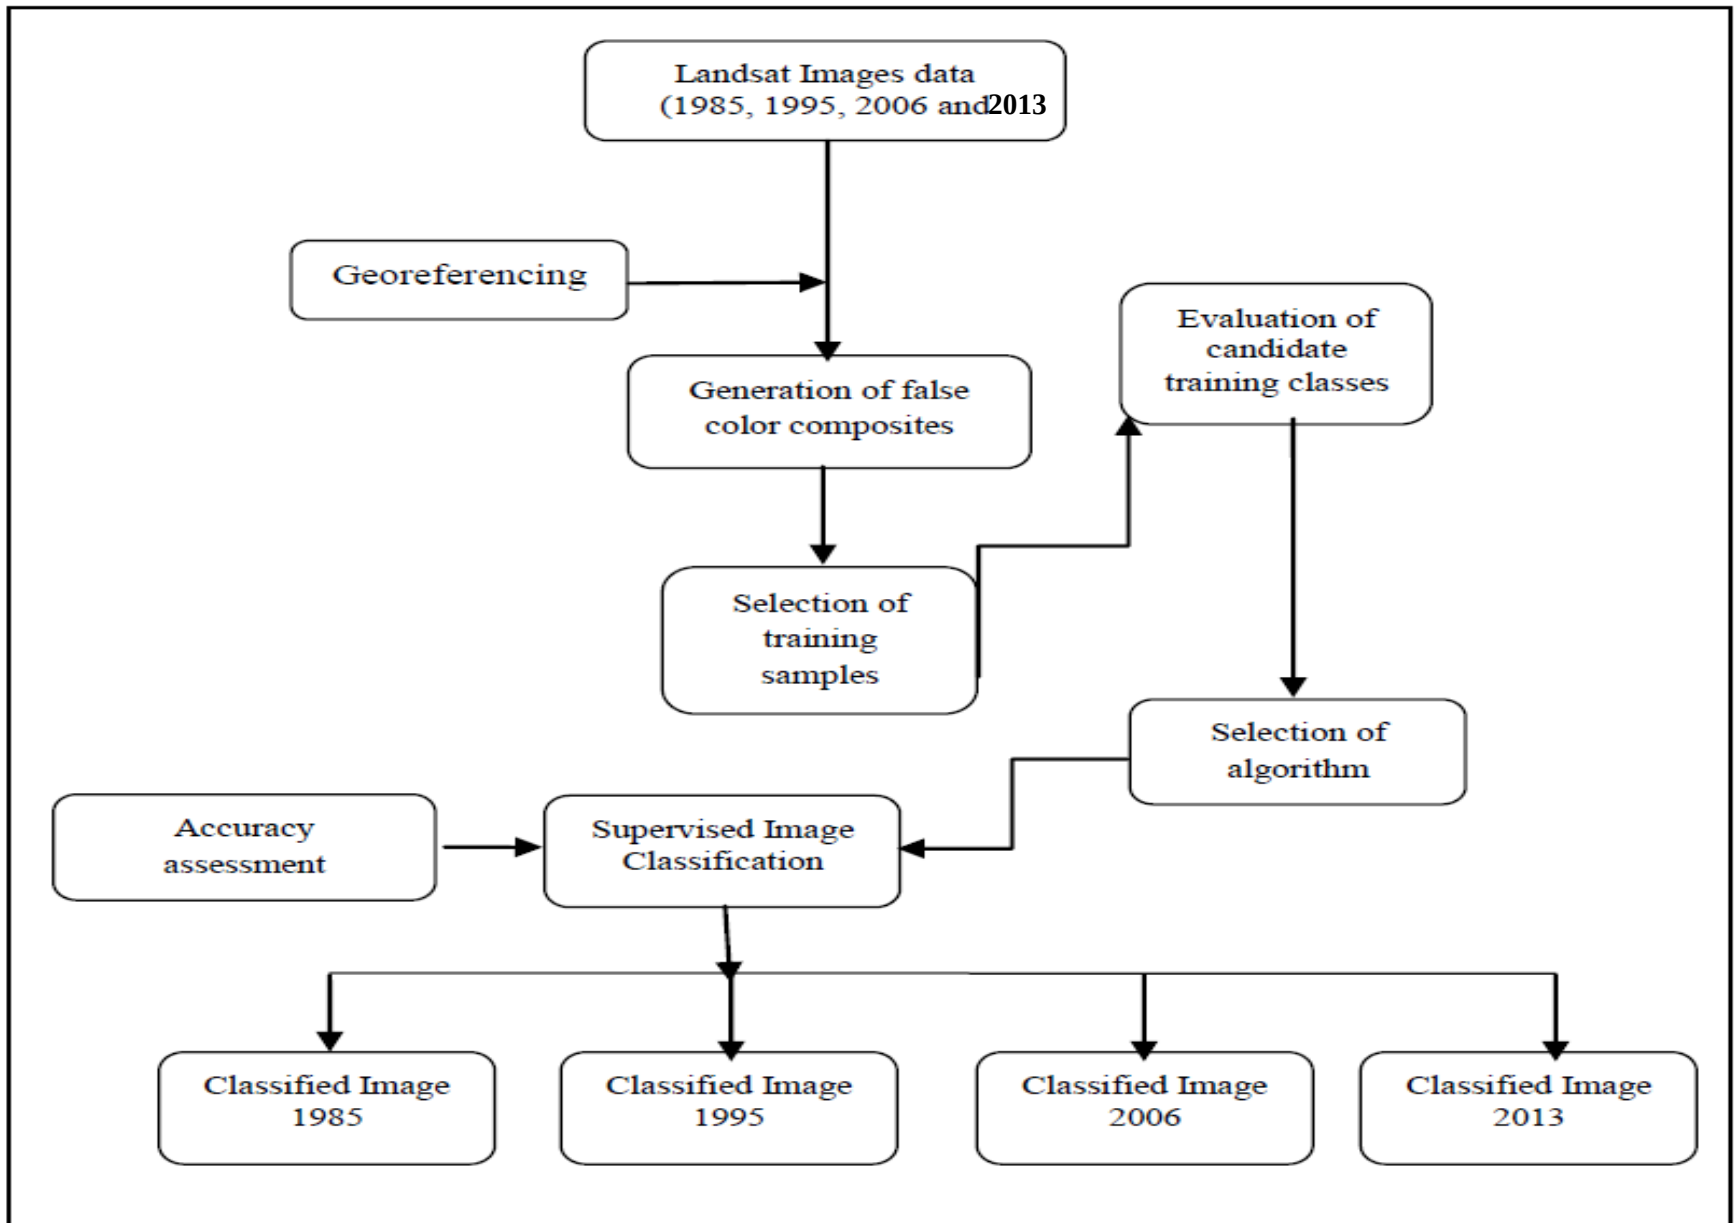 Landsat Images data
(1985, 1995, 2006 and2013
Georeferencing
Evaluation of
candidate
training classes
Generation of false
color composites
Selection of
training
samples
Selection of
algorithm
Accuracy
assessment
Supervised Image
Classification
Classified Image
1985
Classified Image
1995
Classified Image
2006
Classified Image
2013